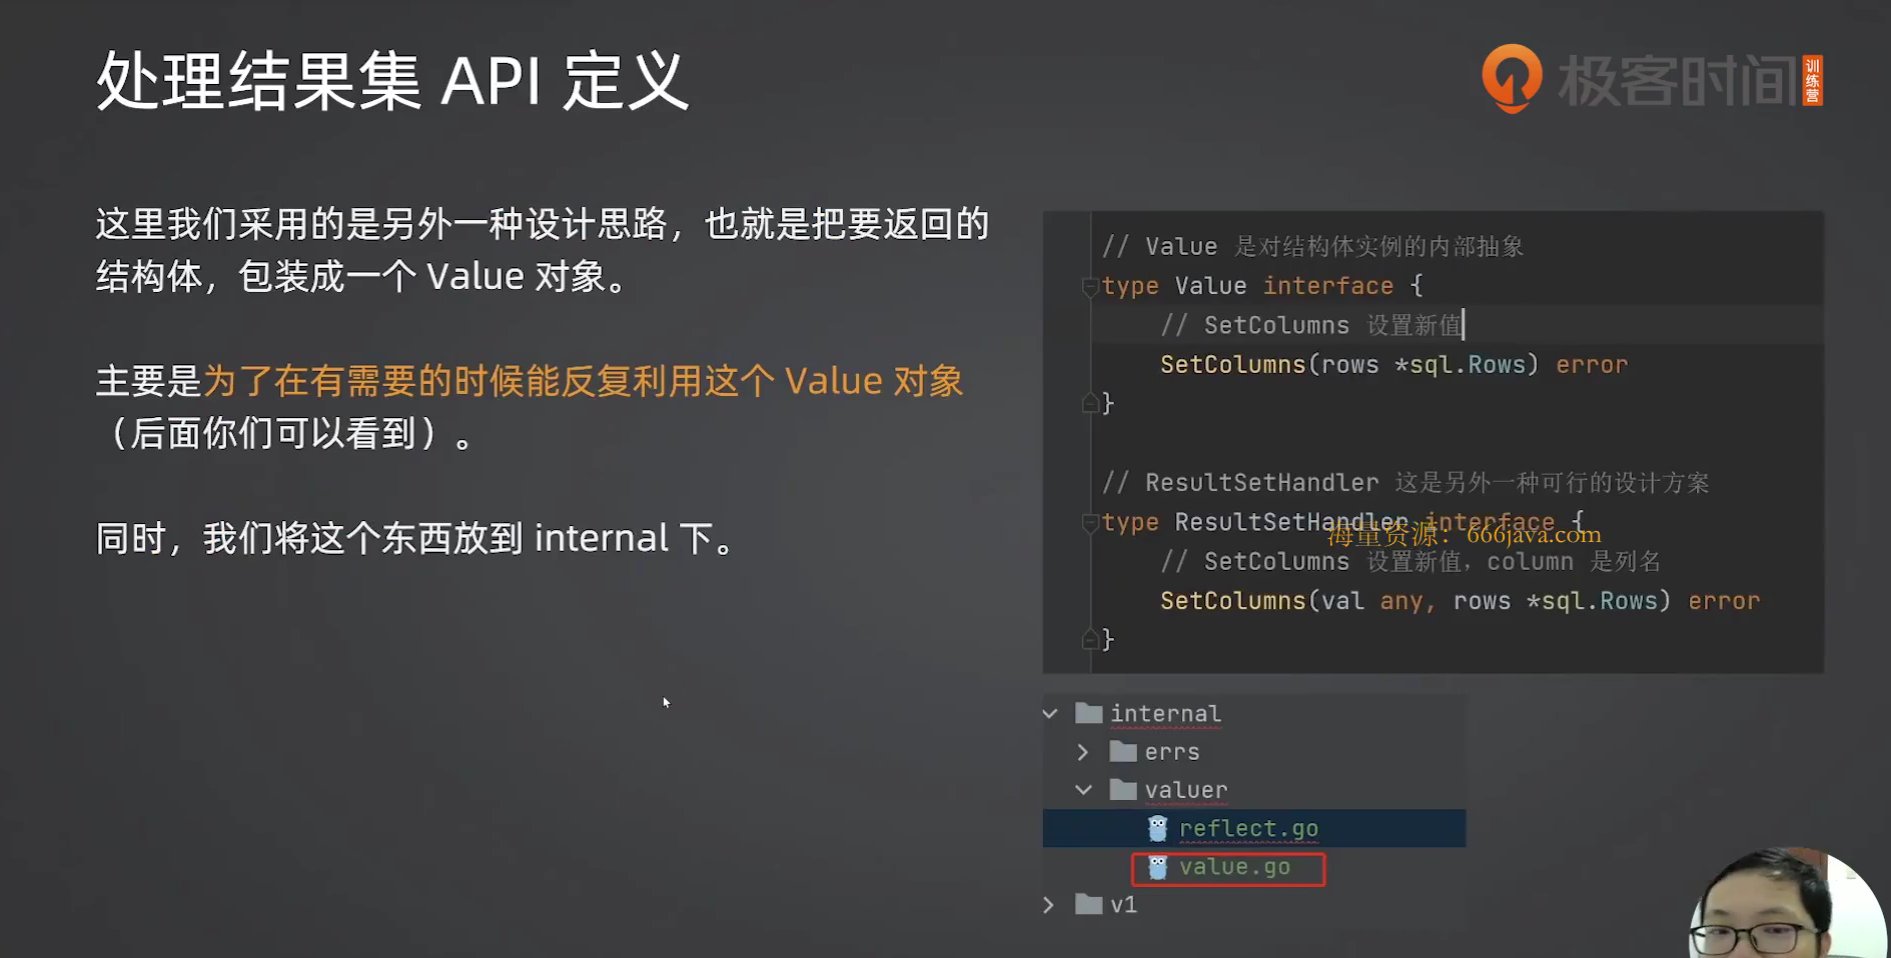 处理结果集 API 定义
极客时间
训练营
这里我们采用的是另外一种设计思路，也就是把要返回的
结构体，包装成一个 Value 对象。
主要是为了在有需要的时候能反复利用这个 Value 对象
（后面你们可以看到）。
同时，我们将这个东西放到 internal 下。
// Value 是对结构体实例的内部抽象
type Value interface {
// SetColumns 设置新值
SetColumns(rows *sql.Rows) error
}
// ResultSetHandler 这是另外一种可行的设计方案
type ResultSetHandler interface {
海量资源：666java.com
// SetColumns 设置新值，column 是列名
SetColumns(val any, rows *sql.Rows) error
}
internal
errs
valuer
reflect.go
value.go
v1